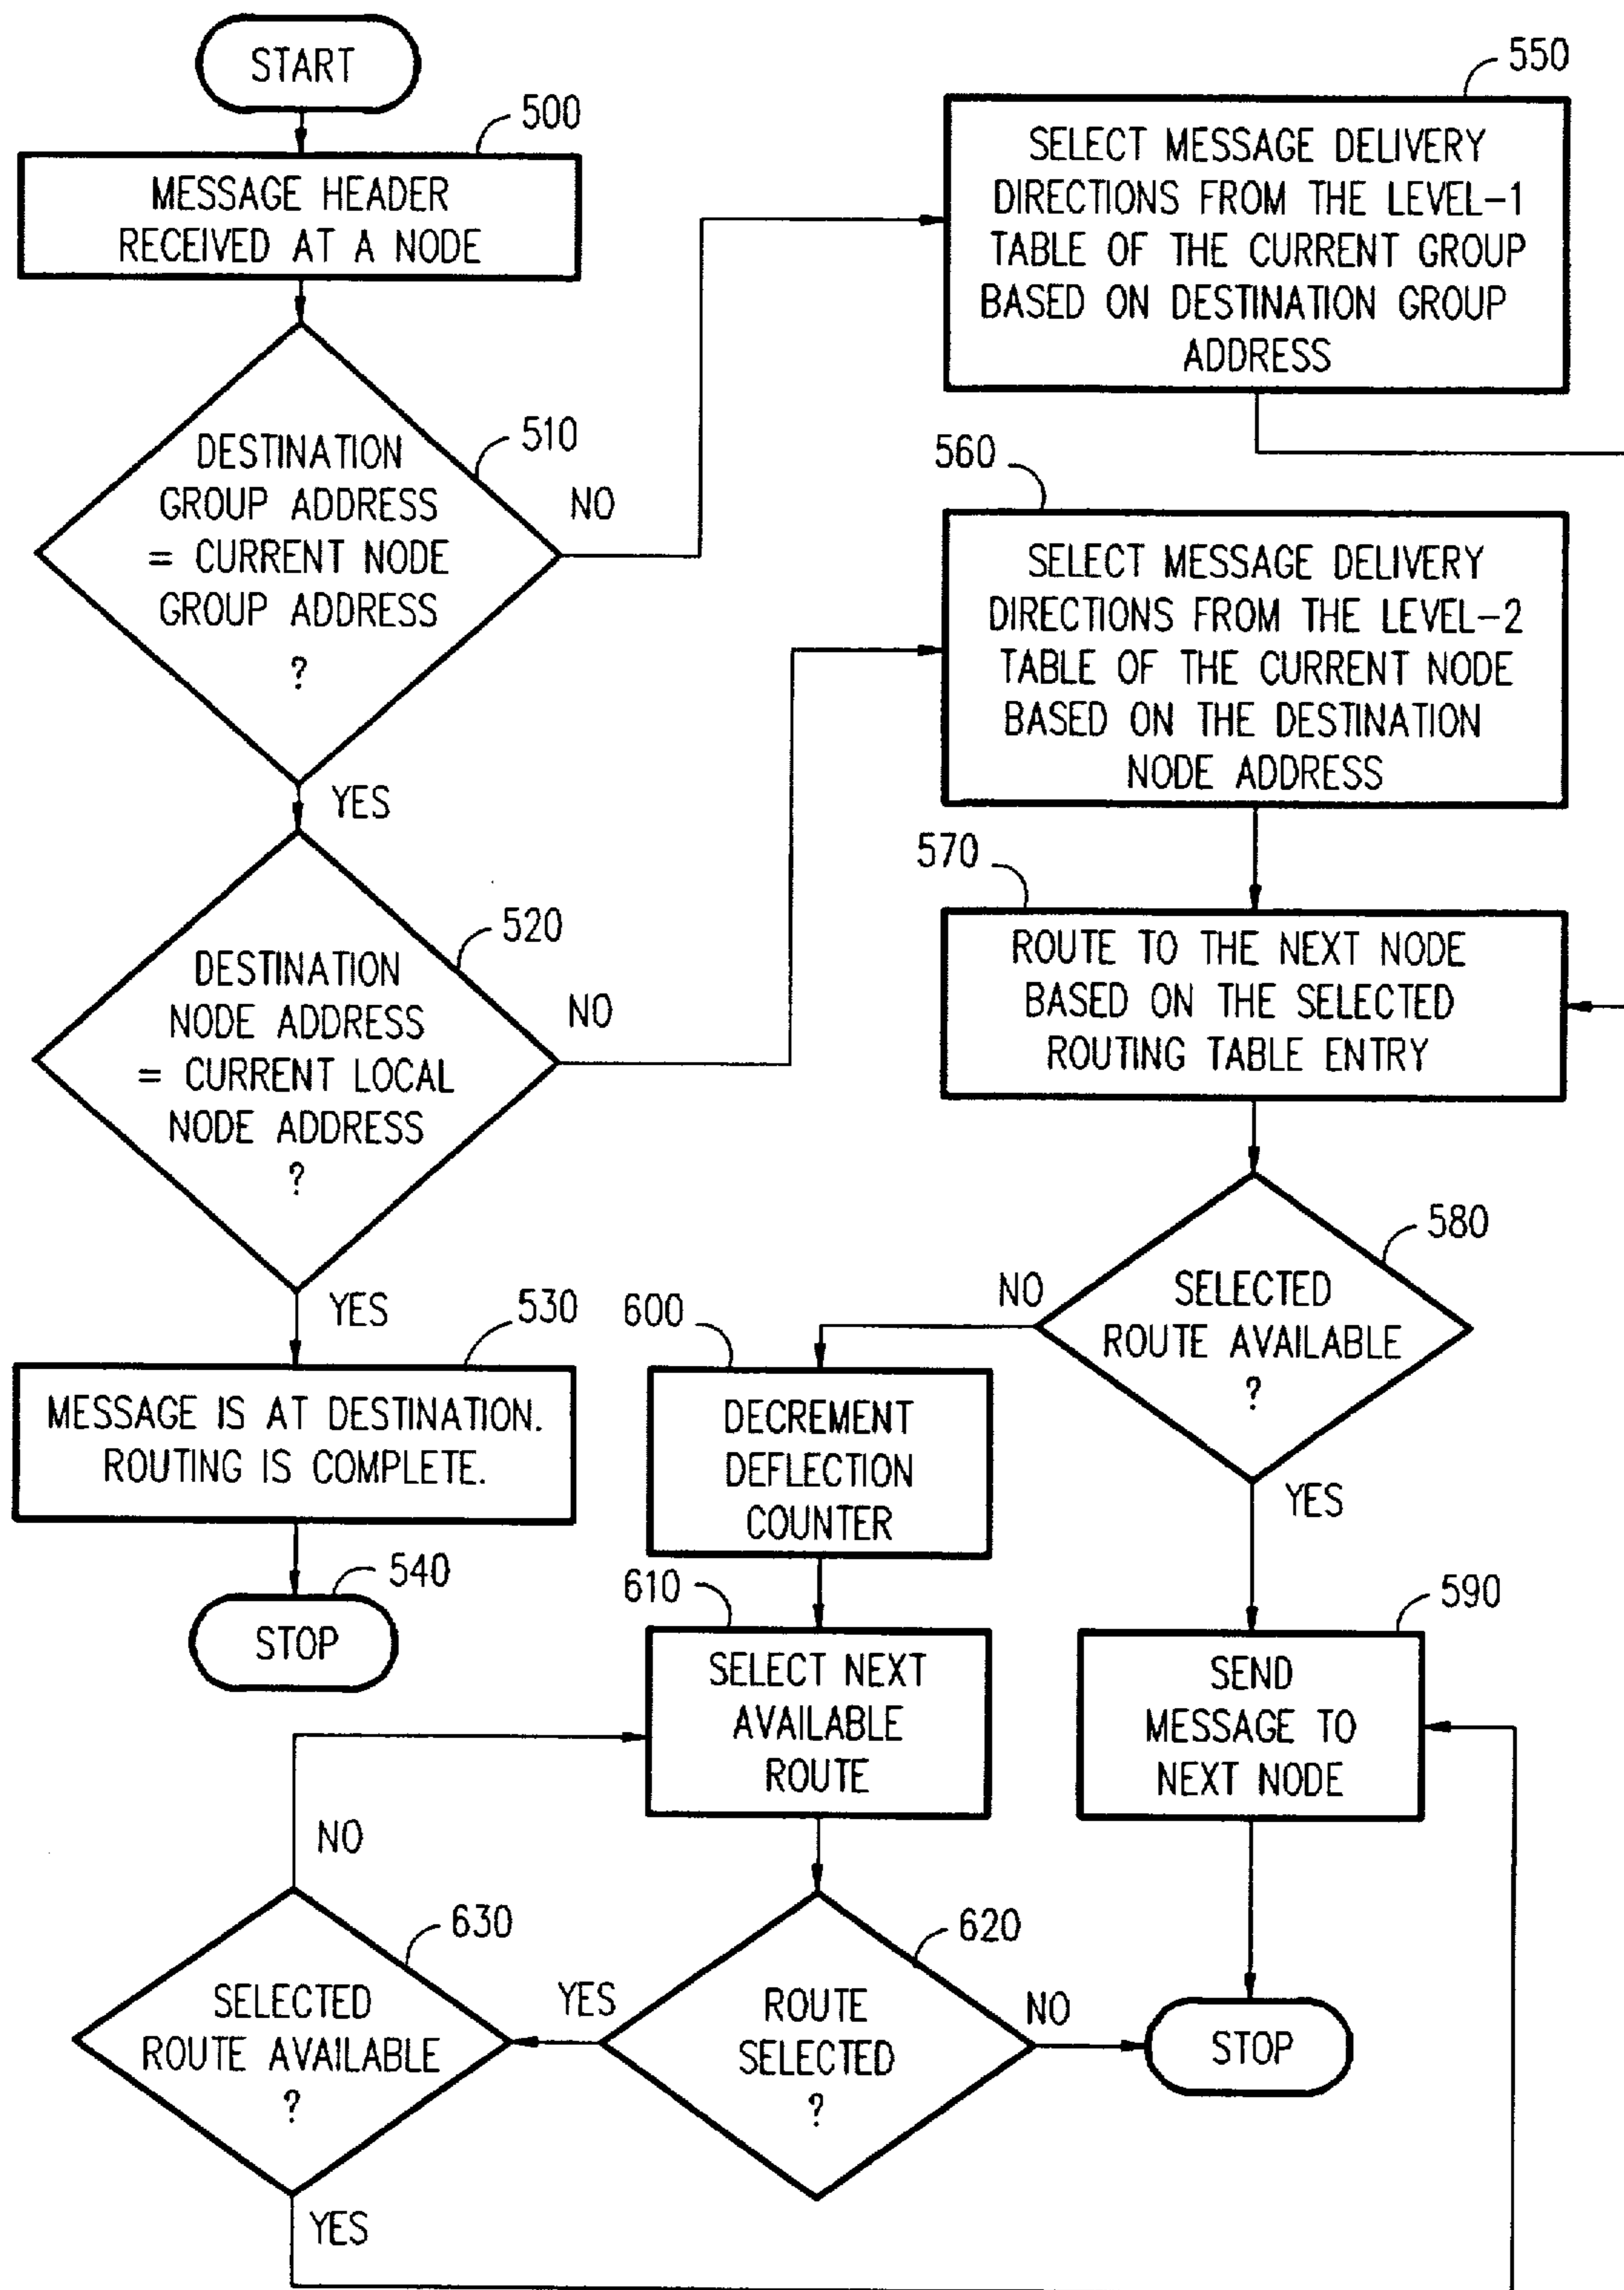 START
500
MESSAGE HEADER
RECEIVED AT A NODE
510
DESTINATION
GROUP ADDRESS
= CURRENT NODE
GROUP ADDRESS
?
NO
YES
520
DESTINATION
NODE ADDRESS
= CURRENT LOCAL
NODE ADDRESS
?
NO
YES
530
MESSAGE IS AT DESTINATION.
ROUTING IS COMPLETE.
540
STOP
550
SELECT MESSAGE DELIVERY
DIRECTIONS FROM THE LEVEL-1
TABLE OF THE CURRENT GROUP
BASED ON DESTINATION GROUP
ADDRESS
560
SELECT MESSAGE DELIVERY
DIRECTIONS FROM THE LEVEL-2
TABLE OF THE CURRENT NODE
BASED ON THE DESTINATION
NODE ADDRESS
570
ROUTE TO THE NEXT NODE
BASED ON THE SELECTED
ROUTING TABLE ENTRY
580
SELECTED
ROUTE AVAILABLE
?
NO
YES
590
SEND
MESSAGE TO
NEXT NODE
600
DECREMENT
DEFLECTION
COUNTER
610
SELECT NEXT
AVAILABLE
ROUTE
620
ROUTE
SELECTED
?
NO
STOP
YES
630
SELECTED
ROUTE AVAILABLE
?
NO
YES